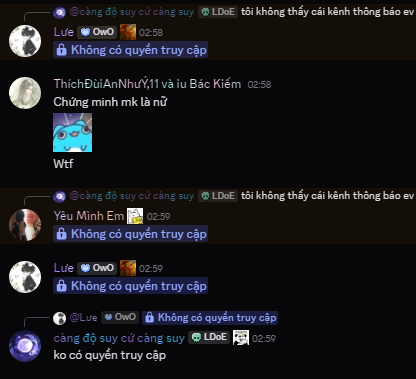 @càng độ suy cứ càng suy LDoE tôi không thấy cái kênh thông báo ev
Lưe OwO 02:58
Không có quyền truy cập
ThíchĐùiAnNhưÝ,11 và iu Bác Kiếm 02:58
Chứng minh mk là nữ
Wtf
@càng độ suy cứ càng suy LDoE tôi không thấy cái kênh thông báo ev
Yêu Mình Em 02:59
Không có quyền truy cập
Lưe OwO 02:59
Không có quyền truy cập
@Lưe OwO Không có quyền truy cập
càng độ suy cứ càng suy LDoE 02:59
ko có quyền truy cập